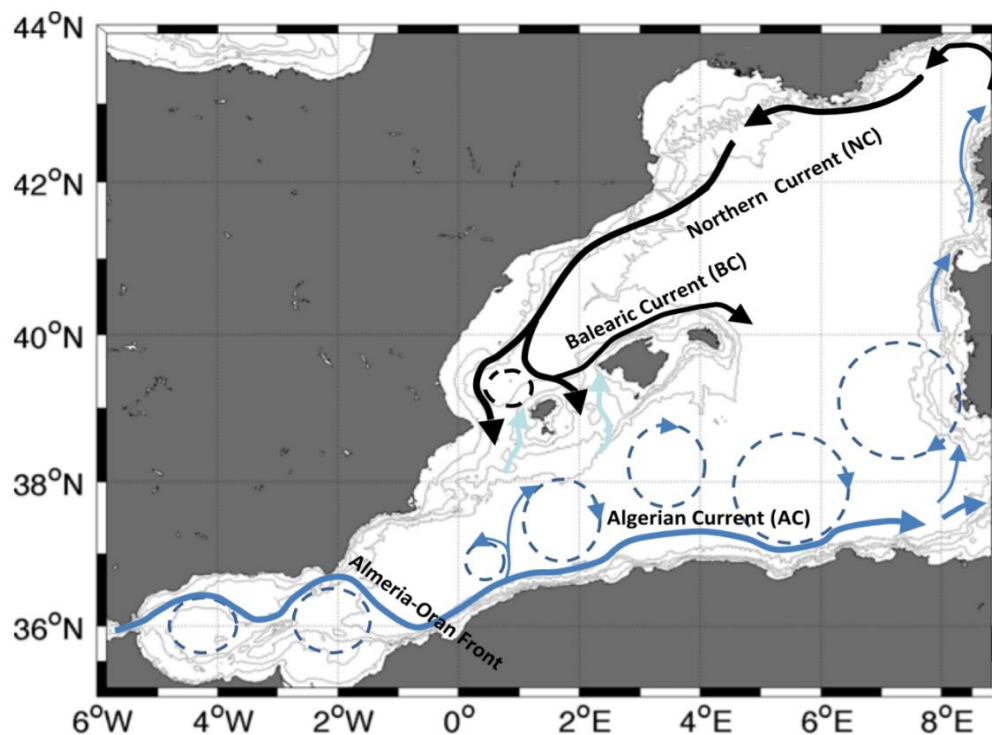 44°N
42°N
40°N
38°N
36°N
Northern Current (NC)
Balearic Current (BC)
Algerian Current (AC)
Almeria-Oran Front
6°W 4°W 2°W 0° 2°E 4°E 6°E 8°E